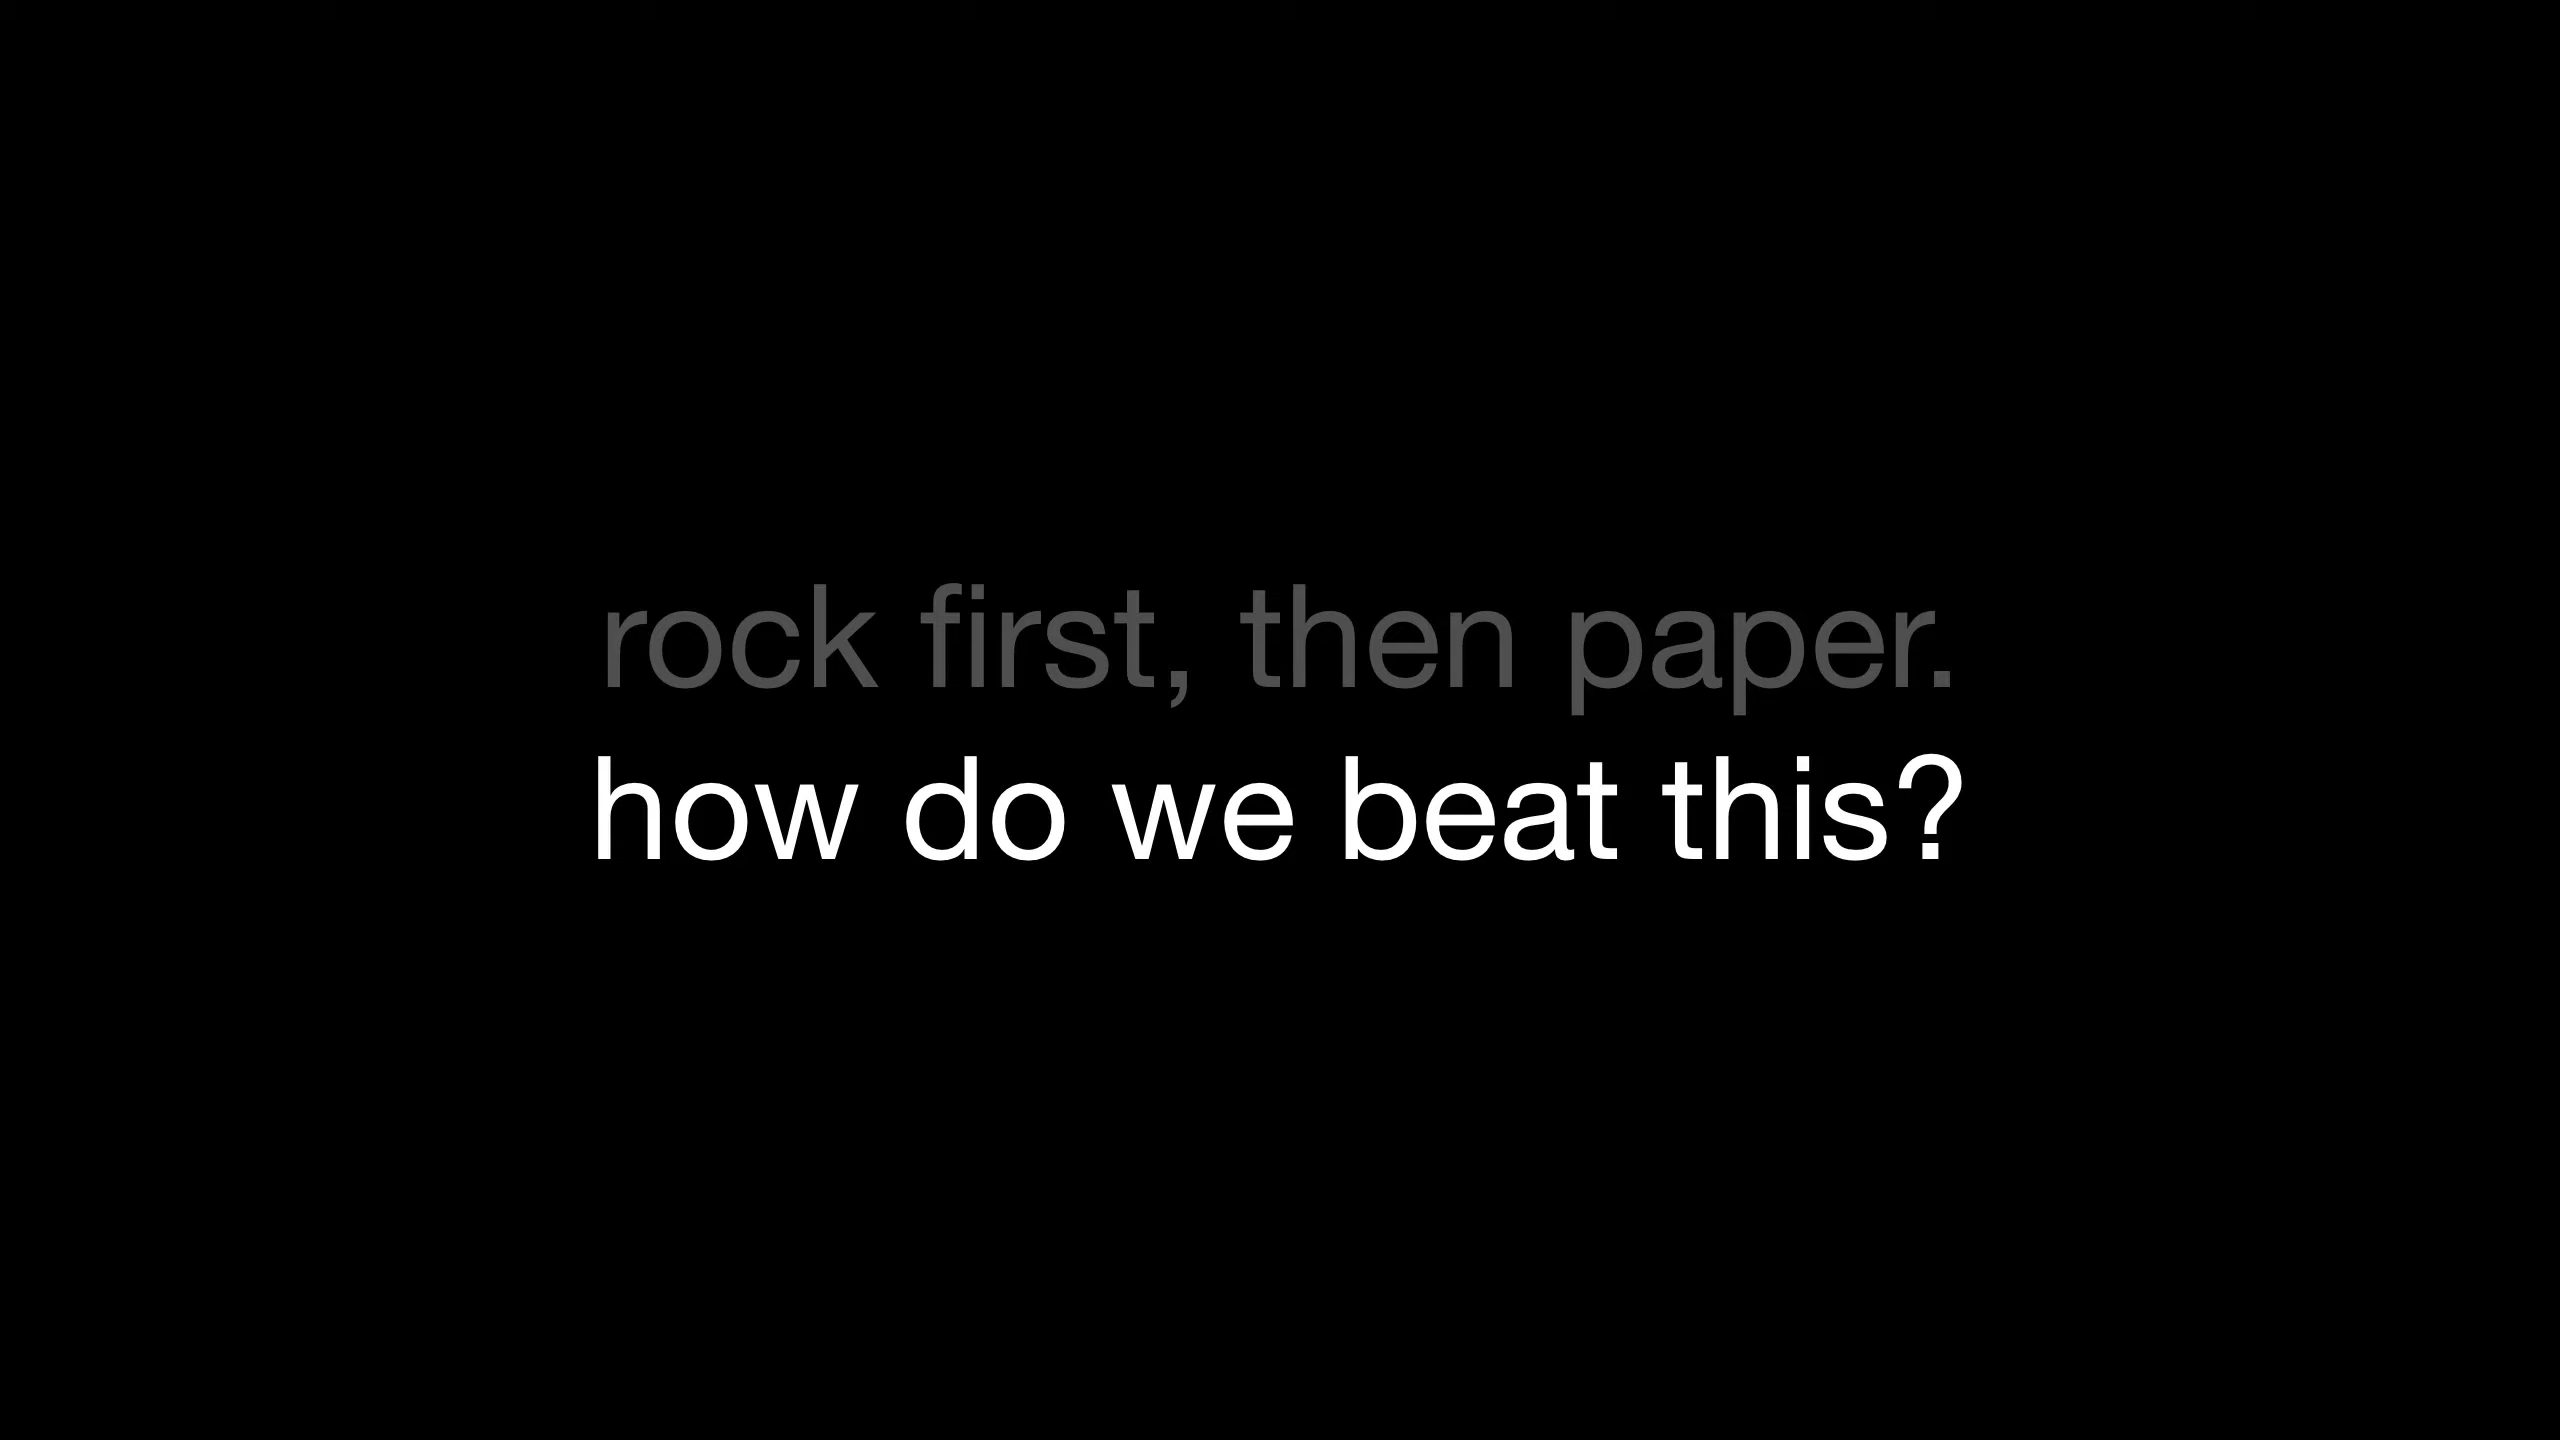 rock first, then paper.
how do we beat this?